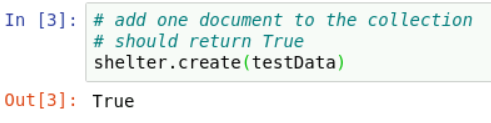 In [3]: # add one document to the collection
# should return True
shelter.create(testData)
Out[3]: True